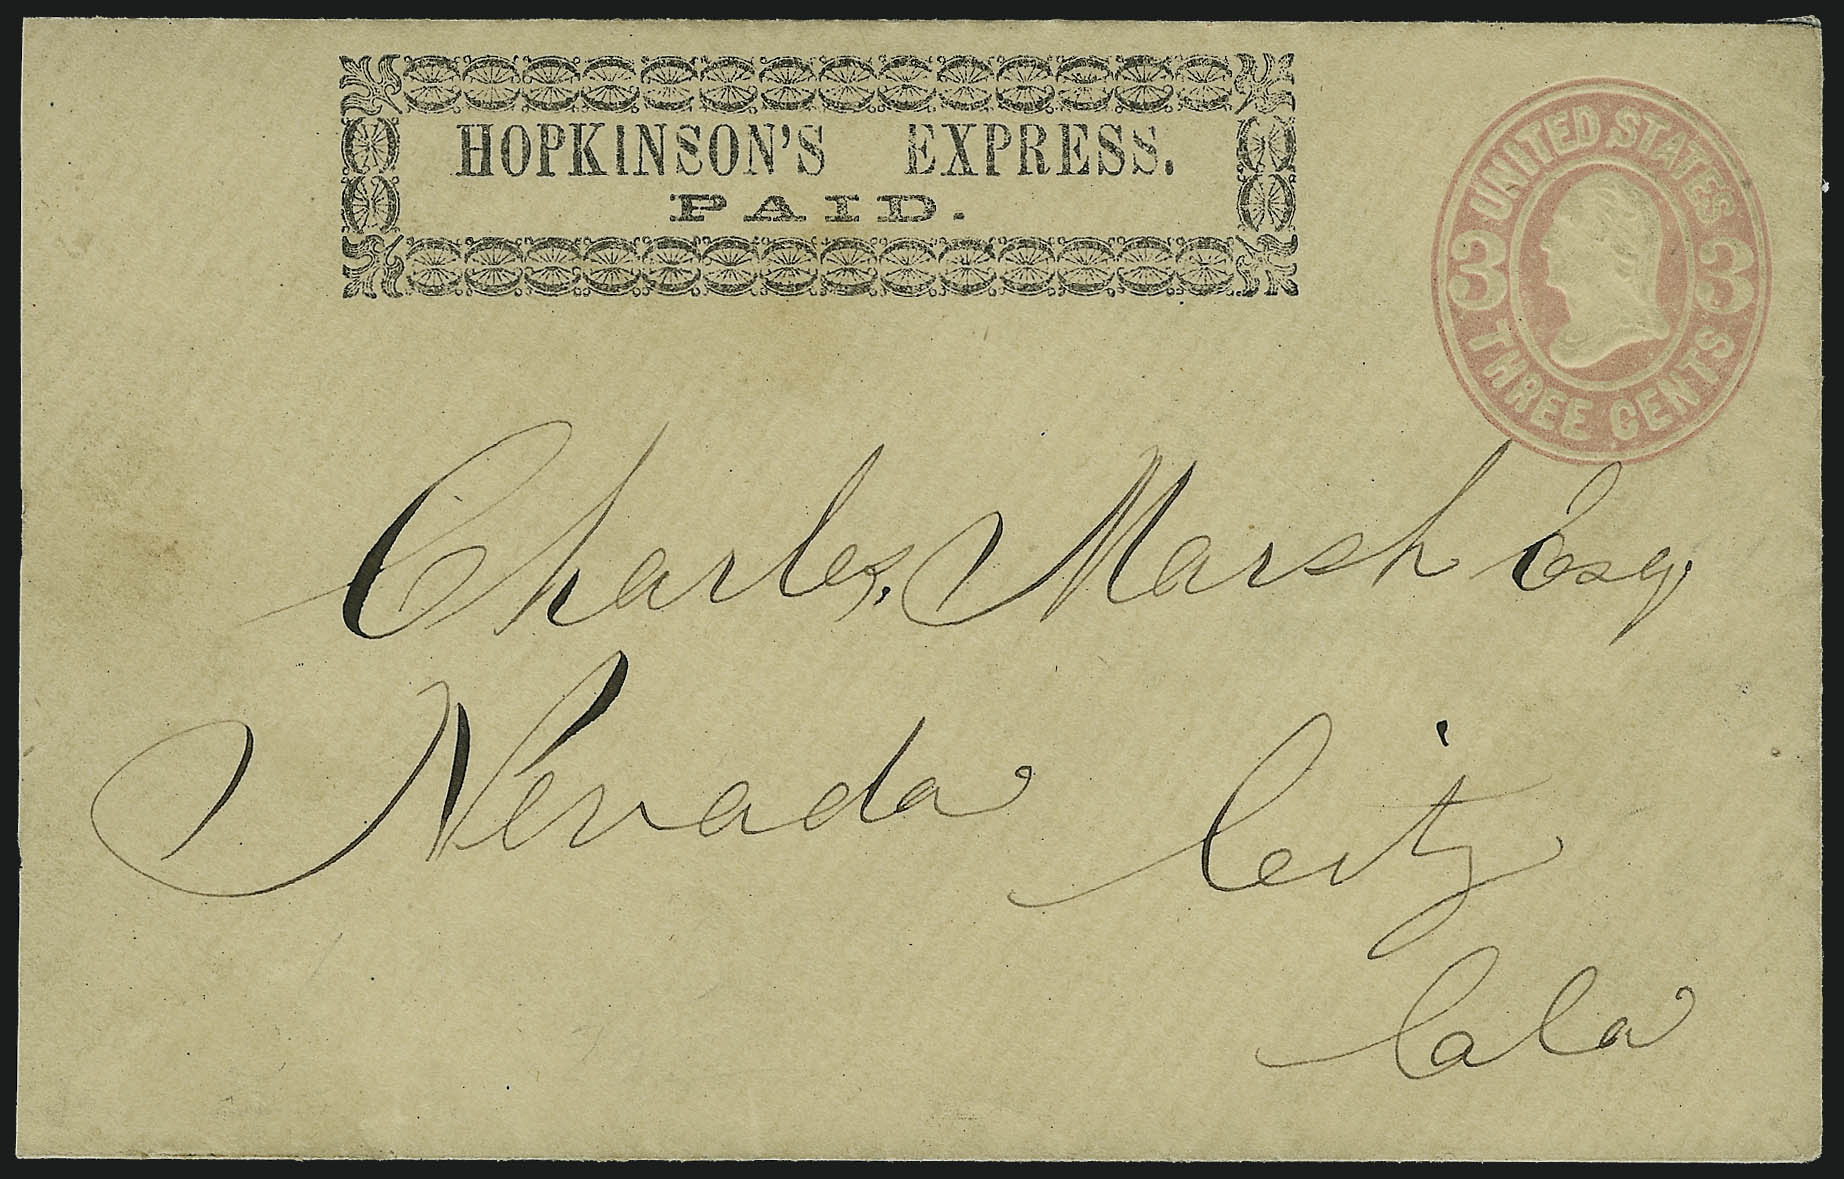 HOPKINSON'S EXPRESS.
PAID.
UNITED STATES
3 3
THREE CENTS
Charles, Marsh Esq.
Nevada City
Cala